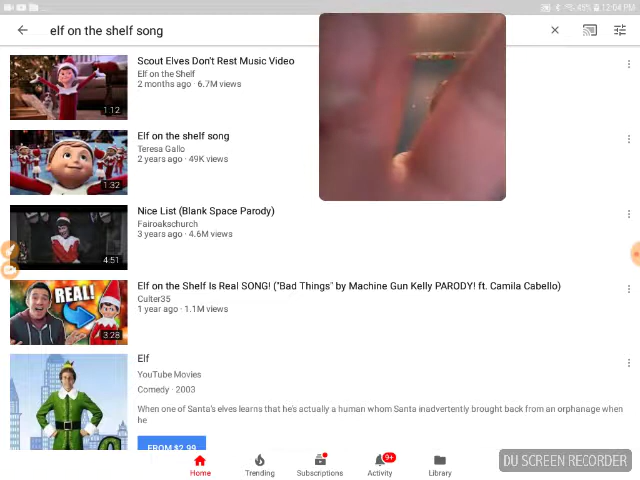 49% 12:04 PM
elf on the shelf song
Scout Elves Don't Rest Music Video
Elf on the Shelf
2 months ago · 6.7M views
1:12
Elf on the shelf song
Teresa Gallo
2 years ago · 49K views
1:32
Nice List (Blank Space Parody)
Fairoakschurch
3 years ago · 4.6M views
4:51
Elf on the Shelf Is Real SONG! ("Bad Things" by Machine Gun Kelly PARODY! ft. Camila Cabello)
Culter35
1 year ago · 1.1M views
REAL!
3:28
Elf
YouTube Movies
Comedy · 2003
When one of Santa's elves learns that he's actually a human whom Santa inadvertently brought back from an orphanage when
he
FROM $2.99
9+
Home Trending Subscriptions Activity Library
DU SCREEN RECORDER